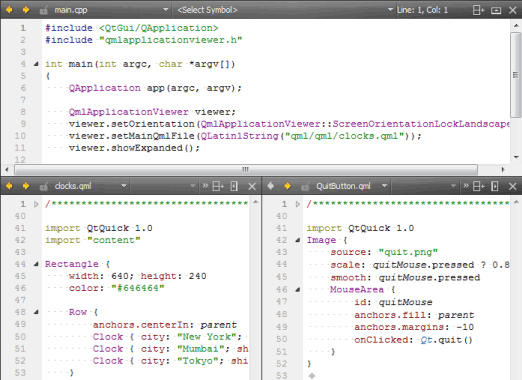 main.cpp <Select Symbol> Line: 1, Col: 1
1 #include <QtGui/QApplication>
2 #include "qmlapplicationviewer.h"
3
4 int main(int argc, char *argv[])
5 {
6 QApplication app(argc, argv);
7
8 QmlApplicationViewer viewer;
9 viewer.setOrientation(QmlApplicationViewer::ScreenOrientationLockLandscape
10 viewer.setMainQmlFile(QLatin1String("qml/qml/clocks.qml"));
11 viewer.showExpanded();
12
clocks.qml
1 /************************************
40
41 import QtQuick 1.0
42 import "content"
43
44 Rectangle {
45 width: 640; height: 240
46 color: "#646464"
47
48 Row {
49 anchors.centerIn: parent
50 Clock { city: "New York";
51 Clock { city: "Mumbai"; shi
52 Clock { city: "Tokyo"; shi
53 }
QuitButton.qml
1 /************************************
40
41 import QtQuick 1.0
42 Image {
43 source: "quit.png"
44 scale: quitMouse.pressed ? 0.8
45 smooth: quitMouse.pressed
46 MouseArea {
47 id: quitMouse
48 anchors.fill: parent
49 anchors.margins: -10
50 onClicked: Qt.quit()
51 }
52 }
53